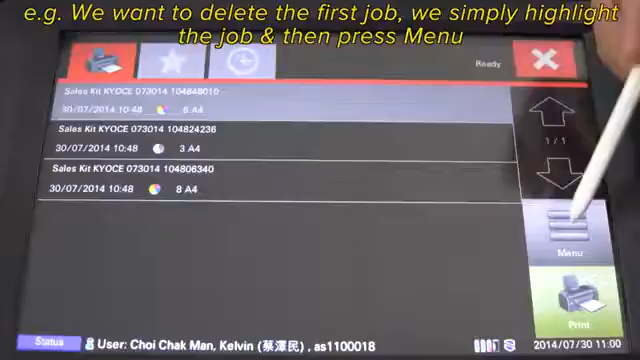 e.g. We want to delete the first job, we simply highlight
the job & then press Menu
Ready
Sales Kit KYOCE 073014 104848010
30/07/2014 10:48 6 A4
Sales Kit KYOCE 073014 104824236
30/07/2014 10:48 3 A4
Sales Kit KYOCE 073014 104806340
30/07/2014 10:48 8 A4
1/1
Menu
Print
Status
User: Choi Chak Man, Kelvin (蔡澤民) , as1100018
2014/07/30 11:00